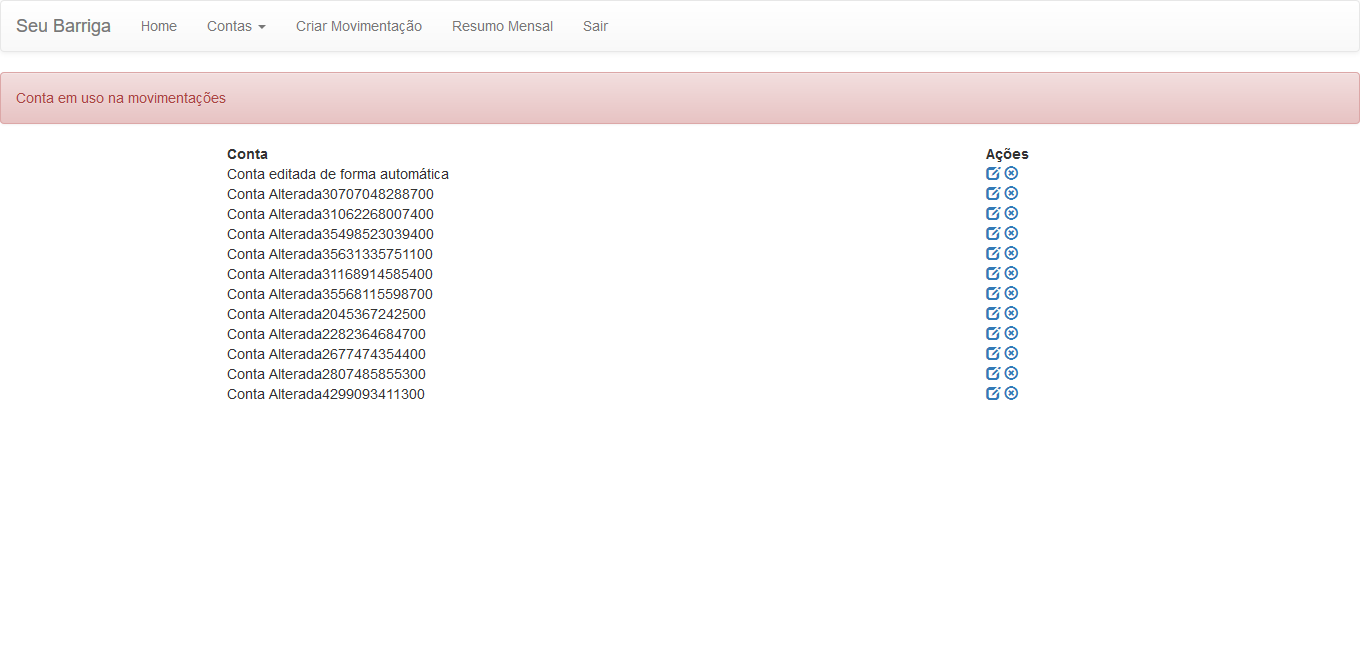 Seu Barriga Home Contas Criar Movimentação Resumo Mensal Sair
Conta em uso na movimentações
Conta Ações
Conta editada de forma automática
Conta Alterada30707048288700
Conta Alterada31062268007400
Conta Alterada35498523039400
Conta Alterada35631335751100
Conta Alterada31168914585400
Conta Alterada35568115598700
Conta Alterada2045367242500
Conta Alterada2282364684700
Conta Alterada2677474354400
Conta Alterada2807485855300
Conta Alterada4299093411300